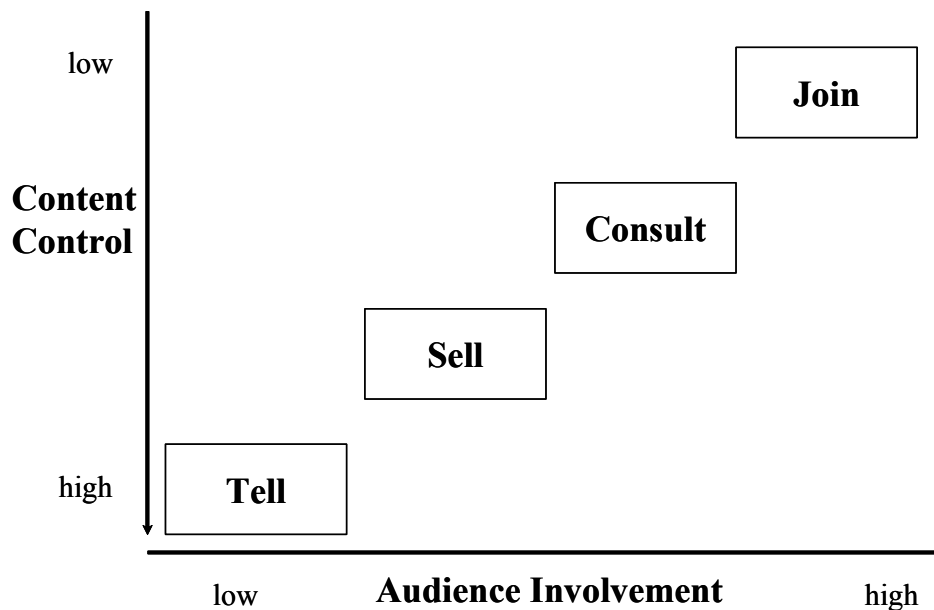 low
Join
Content
Control
Consult
Sell
high
Tell
low
Audience Involvement
high